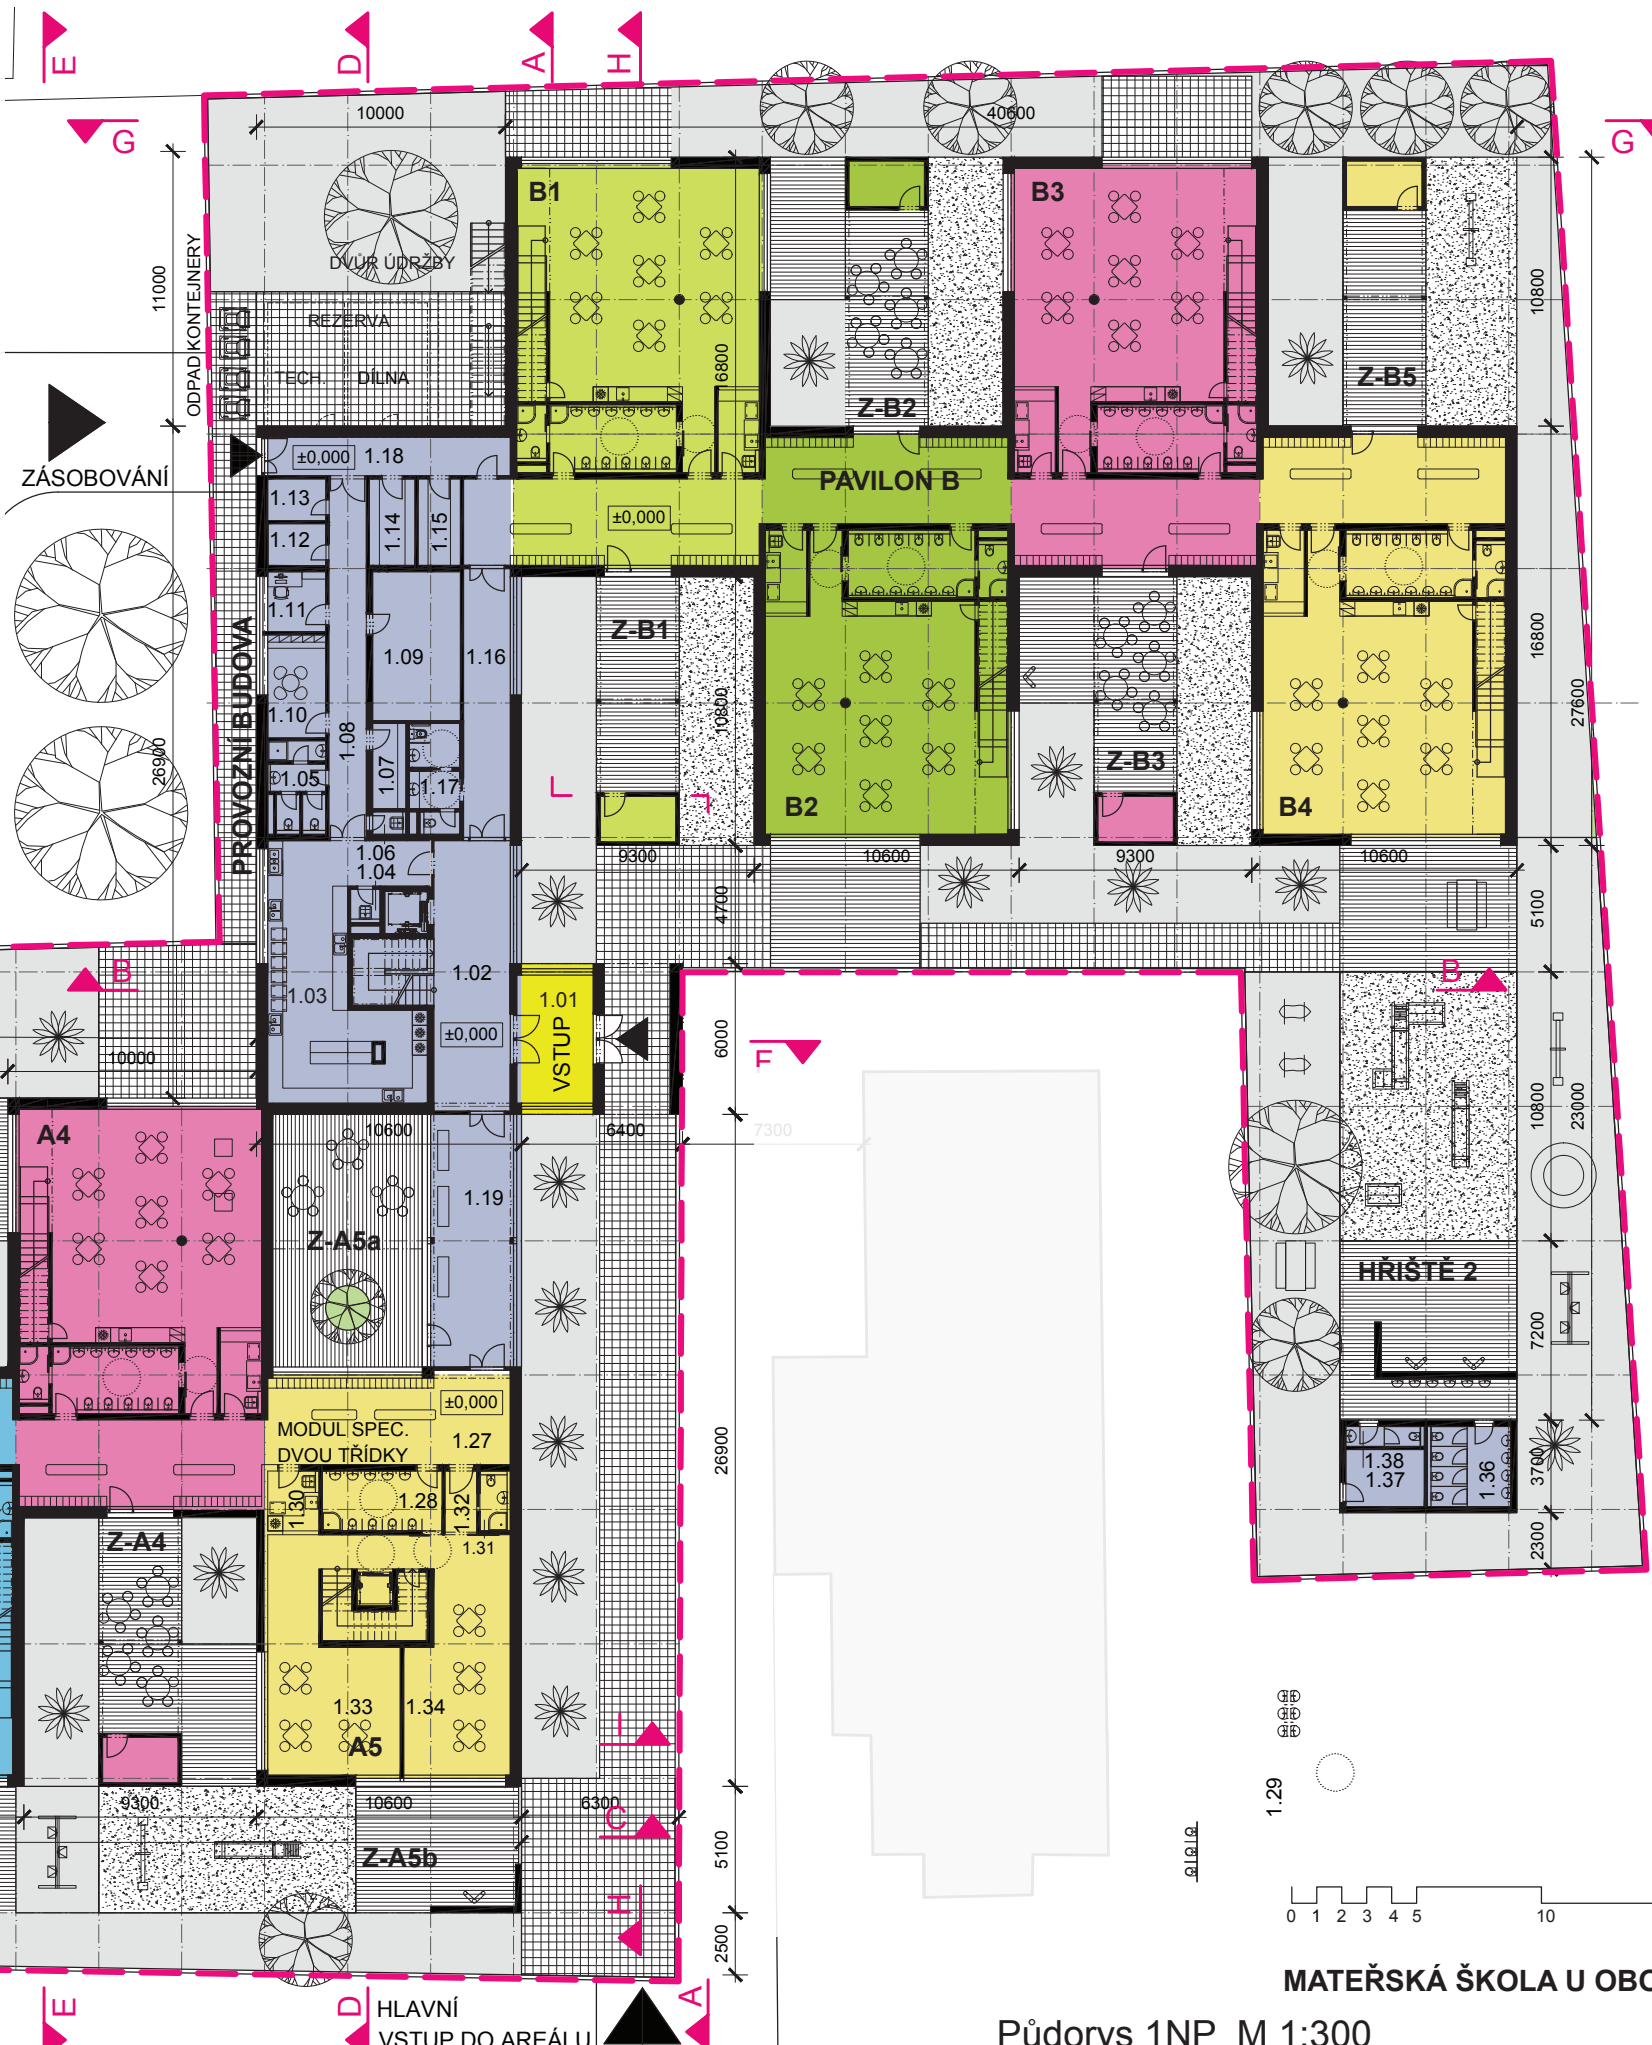 E
D
A
H
G
10000
40600
G
B1
B3
ODPAD KONTEJNERY
11000
DVŮR ÚDRŽBY
REZERVA
TECH. DÍLNA
6800
10800
Z-B2
Z-B5
ZÁSOBOVÁNÍ
±0,000
1.18
PAVILON B
1.13
1.14
1.15
±0,000
1.12
1.11
Z-B1
1.09
1.16
16800
PROVOZNÍ BUDOVA
1.10
1.08
10800
27600
26900
1.05
1.07
1.17
Z-B3
B2
B4
1.06
1.04
9300
10600
9300
10600
4700
5100
B
1.03
1.02
1.01
VSTUP
±0,000
B
10000
6000
F
A4
10600
6400
7300
10800
23000
1.19
Z-A5a
HŘIŠTĚ 2
7200
±0,000
MODUL SPEC.
DVOU TŘÍDKY
1.27
26900
1.38
1.37
1.36
3700
1.30
1.28
1.32
1.31
Z-A4
2300
1.33
1.34
A5
I
1.29
9300
10600
6300
C
Z-A5b
5100
H
2500
0 1 2 3 4 5 10
MATEŘSKÁ ŠKOLA U OBO
E
D
A
HLAVNÍ
VSTUP DO AREÁLU
Půdorys 1NP M 1:300